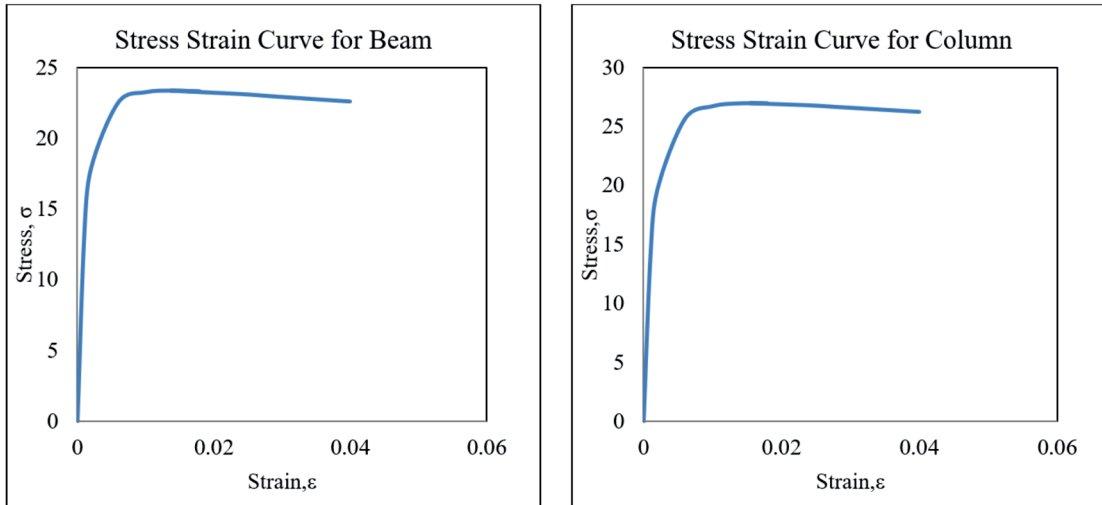 Stress Strain Curve for Beam
25
20
15
10
5
0
0 0.02 0.04 0.06
Stress, σ
Strain,ε
Stress Strain Curve for Column
30
25
20
15
10
5
0
0 0.02 0.04 0.06
Stress,σ
Strain,ε